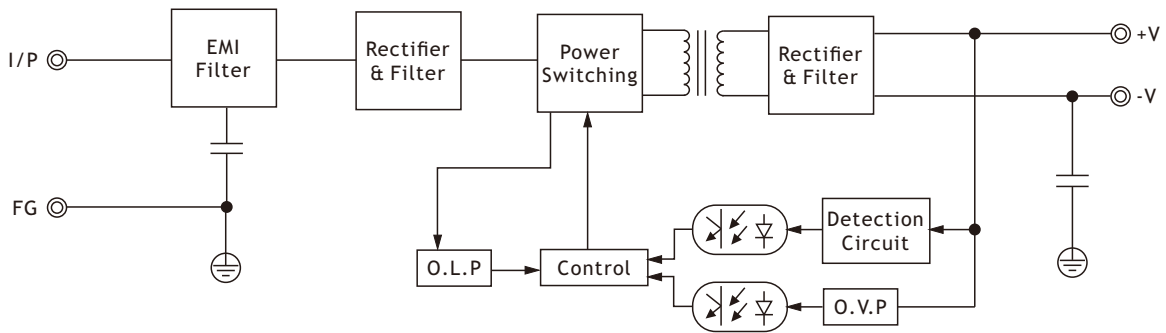 I/P
EMI
Filter
Rectifier
& Filter
Power
Switching
Rectifier
& Filter
+V
-V
FG
O.L.P
Control
Detection
Circuit
O.V.P